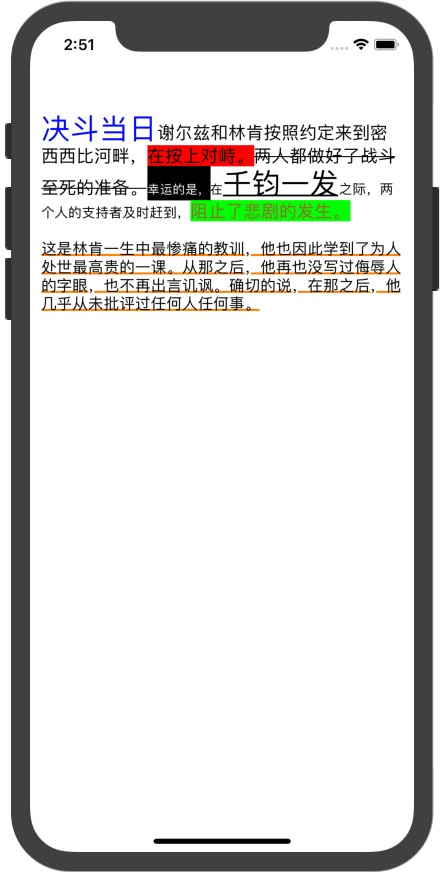 2:51
决斗当日谢尔兹和林肯按照约定来到密
西西比河畔，在按上对峙。两人都做好了战斗
至死的准备。幸运的是，在千钧一发之际，两
个人的支持者及时赶到，阻止了悲剧的发生。
这是林肯一生中最惨痛的教训，他也因此学到了为人
处世最高贵的一课。从那之后，他再也没写过侮辱人
的字眼，也不再出言讥讽。确切的说，在那之后，他
几乎从未批评过任何人任何事。